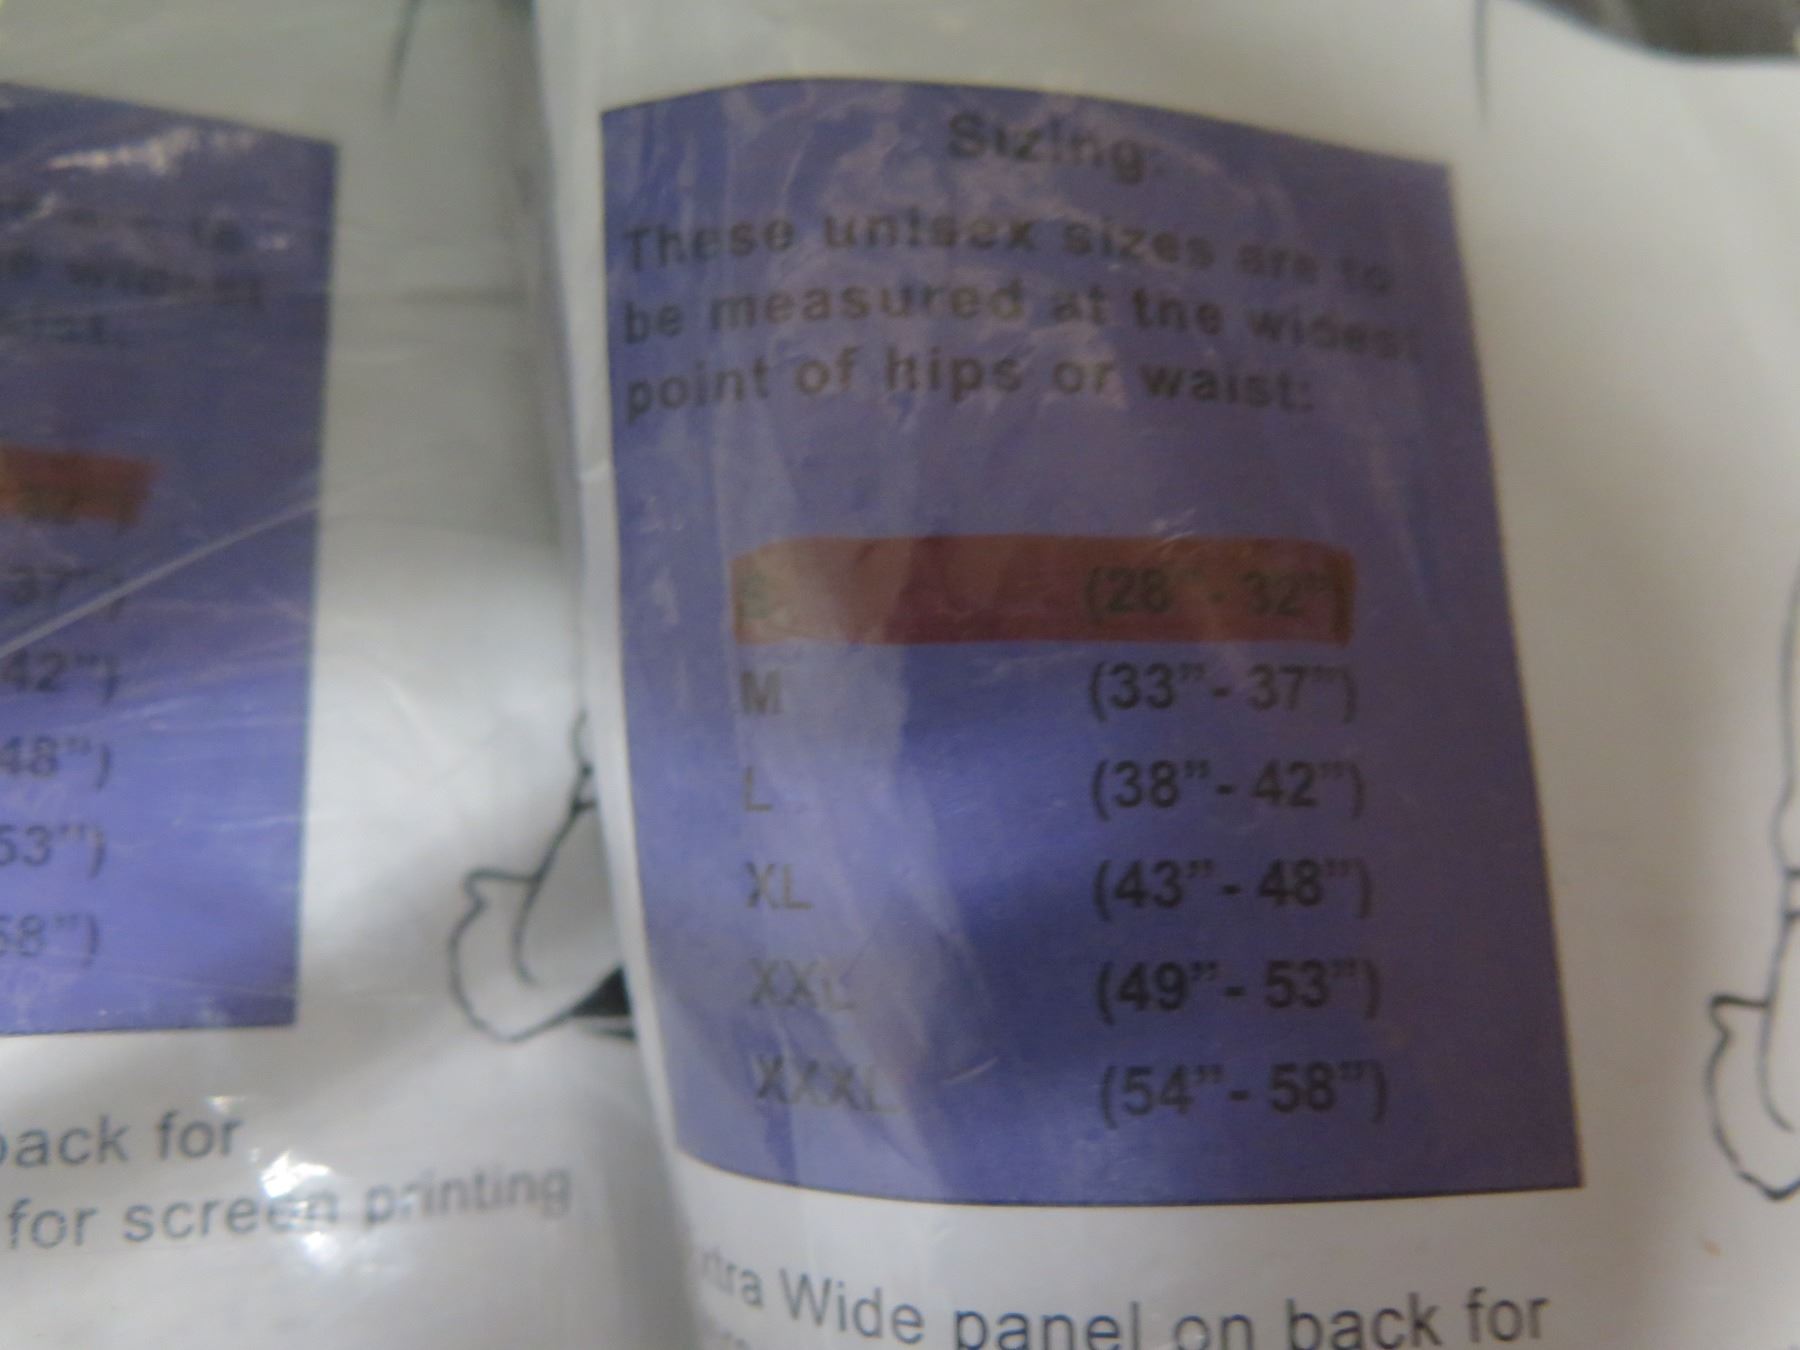 37")
42")
48")
53")
58")
back for
for screen printing
Sizing:
These unisex sizes are to
be measured at the widest
point of hips or waist:
S (28"- 32")
M (33"- 37")
L (38"- 42")
XL (43"- 48")
XXL (49"- 53")
XXXL (54"- 58")
Wide panel on back for